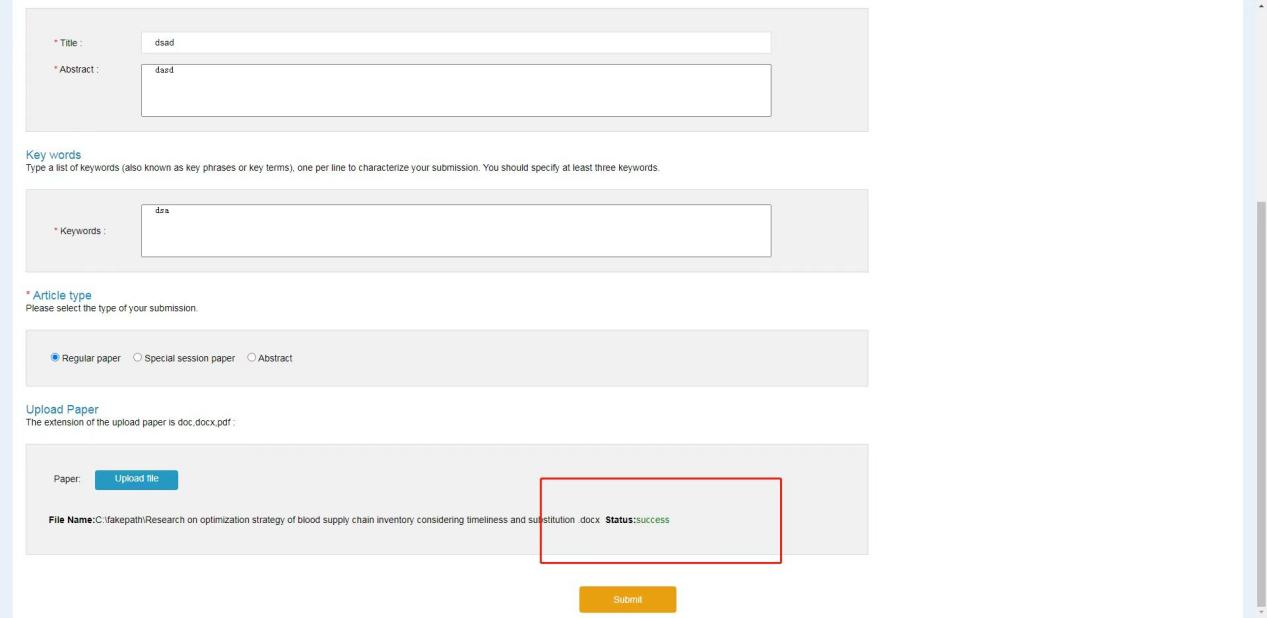 * Title :
dsad
* Abstract :
dasd
Key words
Type a list of keywords (also known as key phrases or key terms), one per line to characterize your submission. You should specify at least three keywords.
* Keywords :
dsa
* Article type
Please select the type of your submission.
Regular paper Special session paper Abstract
Upload Paper
The extension of the upload paper is doc,docx,pdf :
Paper: Upload file
File Name:C:\fakepath\Research on optimization strategy of blood supply chain inventory considering timeliness and substitution .docx Status:success
Submit